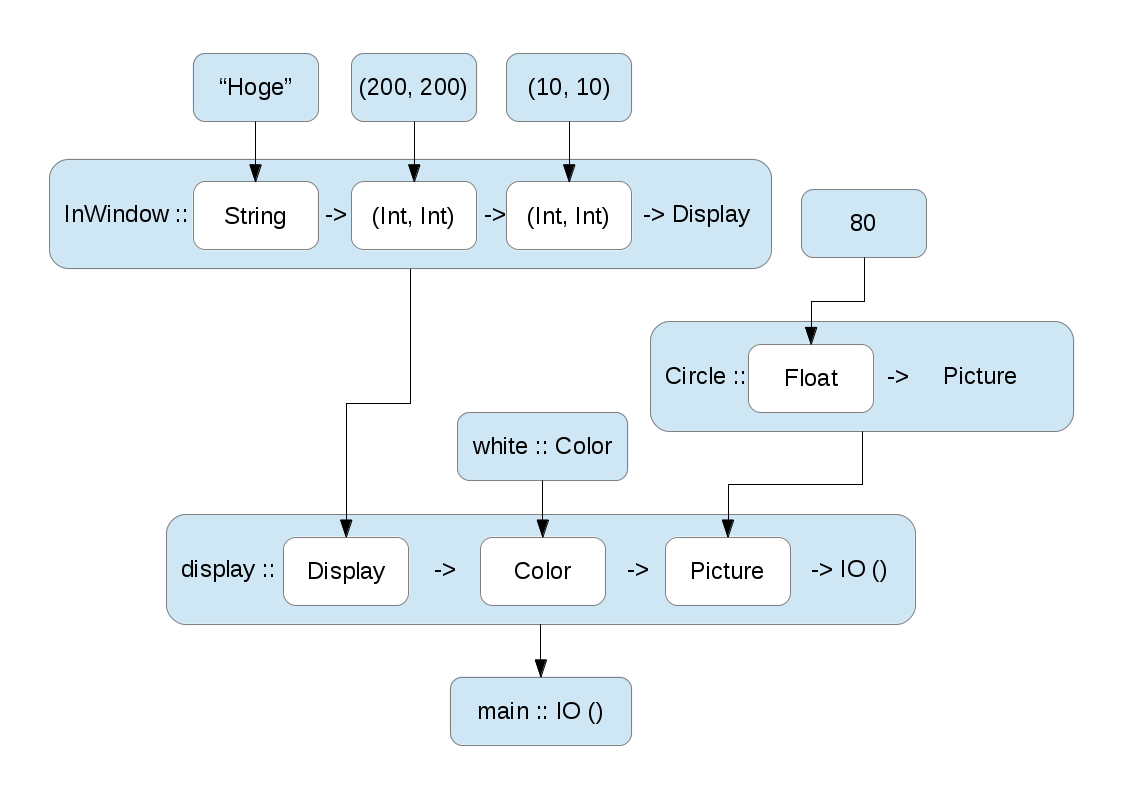 “Hoge” (200, 200) (10, 10)
InWindow :: String -> (Int, Int) -> (Int, Int) -> Display
80
Circle :: Float -> Picture
white :: Color
display :: Display -> Color -> Picture -> IO ()
main :: IO ()